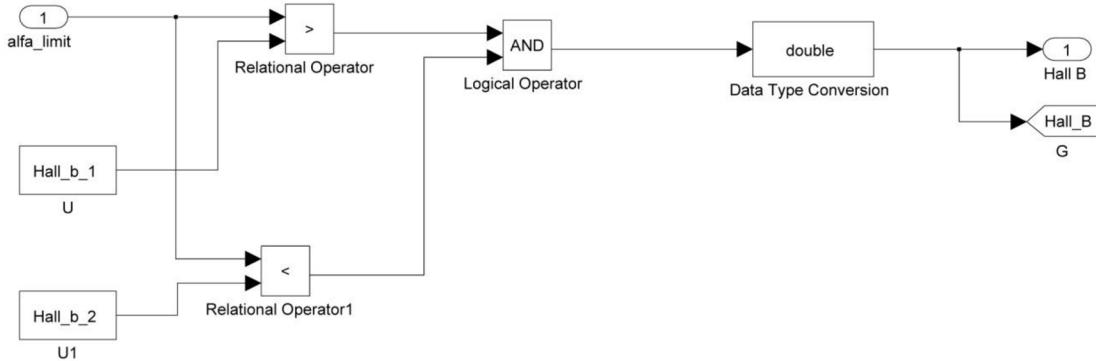 1
alfa_limit
>
Relational Operator
AND
Logical Operator
double
Data Type Conversion
1
Hall B
Hall_B
G
Hall_b_1
U
<
Relational Operator1
Hall_b_2
U1